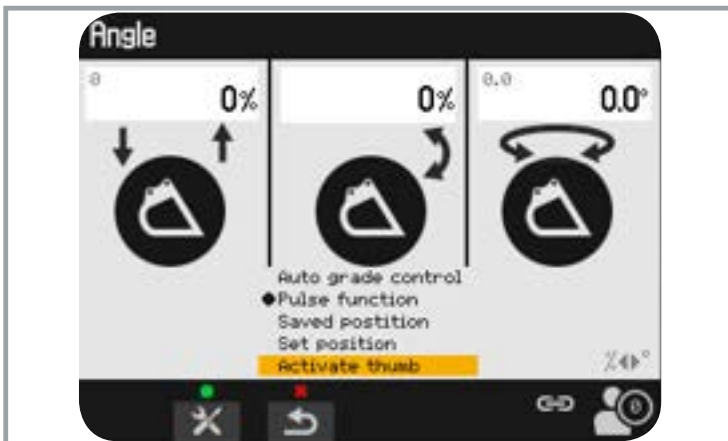 Angle
0
0%
0%
0.0
0.0°
Auto grade control
●Pulse function
Saved postition
Set position
Activate thumb
%◂▸°
0